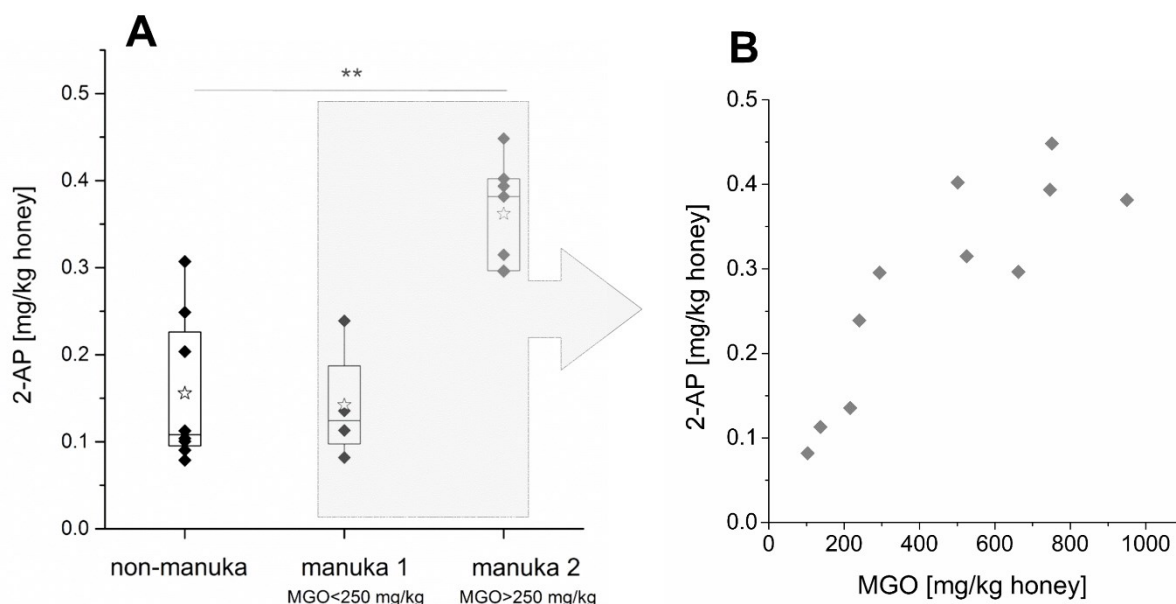 A
**
0.5
0.4
0.3
0.2
0.1
0.0
2-AP [mg/kg honey]
non-manuka
manuka 1
MGO<250 mg/kg
manuka 2
MGO>250 mg/kg
B
0.5
0.4
0.3
0.2
0.1
0.0
2-AP [mg/kg honey]
0 200 400 600 800 1000
MGO [mg/kg honey]